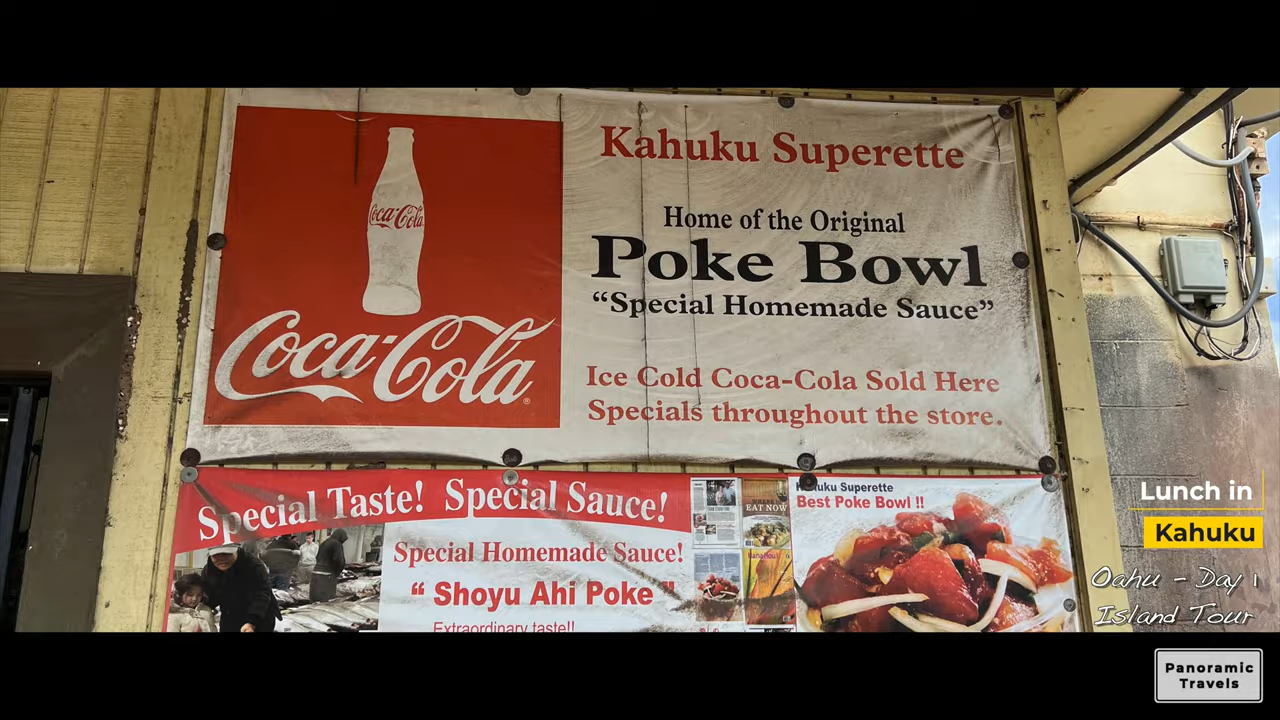 Kahuku Superette
Home of the Original
Poke Bowl
“Special Homemade Sauce”
Ice Cold Coca-Cola Sold Here
Specials throughout the store.
Coca-Cola
Coca-Cola®
Special Taste! Special Sauce!
Special Homemade Sauce!
“ Shoyu Ahi Poke ”
Extraordinary taste!!
EAT NOW
Superette
Best Poke Bowl !!
Lunch in
Kahuku
Oahu - Day 1
Island Tour
Panoramic
Travels